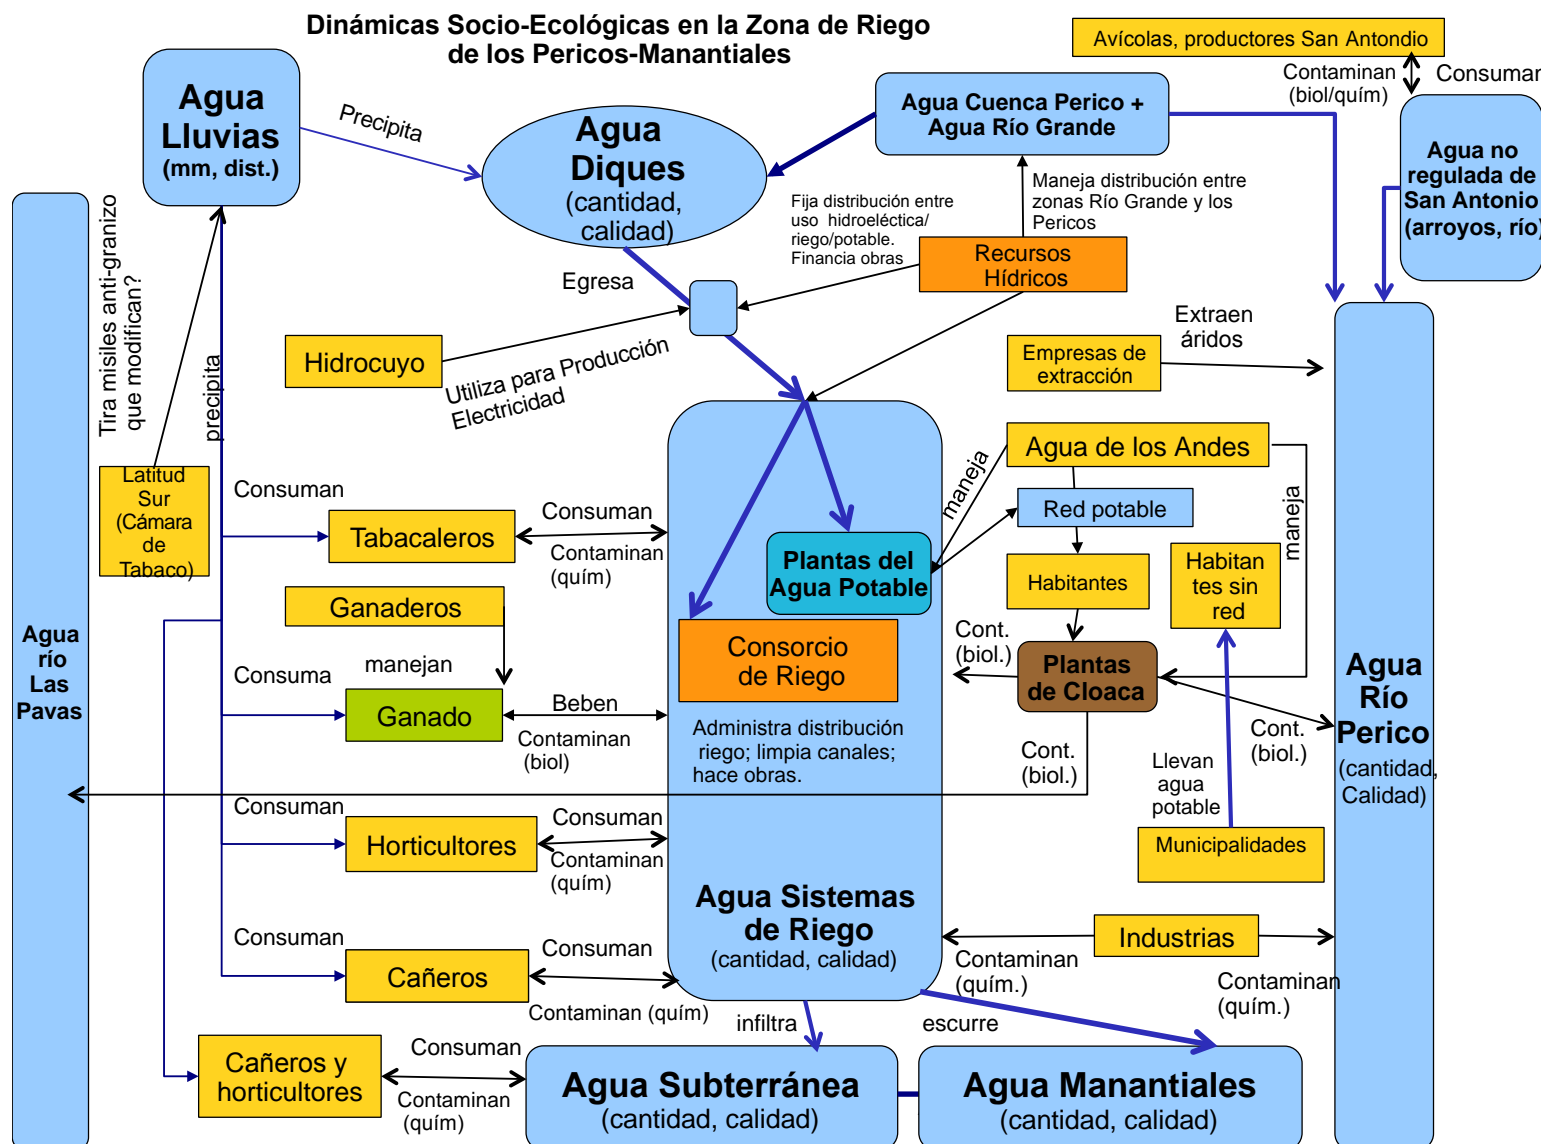 Dinámicas Socio-Ecológicas en la Zona de Riego
de los Pericos-Manantiales
Avícolas, productores San Antondio
Contaminan
(biol/quím)
Consuman
Agua
Lluvias
(mm, dist.)
Precipita
Agua
Diques
(cantidad,
calidad)
Agua Cuenca Perico +
Agua Río Grande
Agua no
regulada de
San Antonio
(arroyos, río)
Fija distribución entre
uso hidroeléctica/
riego/potable.
Financia obras
Maneja distribución entre
zonas Río Grande y los
Pericos
Recursos
Hídricos
Egresa
Tira misiles anti-granizo
que modifican?
precipita
Hidrocuyo
Utiliza para Producción
Electricidad
Extraen
áridos
Empresas de
extracción
Latitud
Sur
(Cámara
de
Tabaco)
Consuman
Tabacaleros
Consuman
Contaminan
(quím)
Agua de los Andes
maneja
maneja
Red potable
Plantas del
Agua Potable
Habitantes
Habitan
tes sin
red
Ganaderos
manejan
Consuma
Ganado
Beben
Contaminan
(biol)
Consorcio
de Riego
Administra distribución
riego; limpia canales;
hace obras.
Cont.
(biol.)
Plantas
de Cloaca
Cont.
(biol.)
Cont.
(biol.)
Agua
río
Las
Pavas
Agua
Río
Perico
(cantidad,
Calidad)
Llevan
agua
potable
Municipalidades
Consuman
Horticultores
Consuman
Contaminan
(quím)
Agua Sistemas
de Riego
(cantidad, calidad)
Industrias
Contaminan
(quím.)
Contaminan
(quím.)
Consuman
Cañeros
Consuman
Contaminan (quím)
infiltra
escurre
Cañeros y
horticultores
Consuman
Contaminan
(quím)
Agua Subterránea
(cantidad, calidad)
Agua Manantiales
(cantidad, calidad)